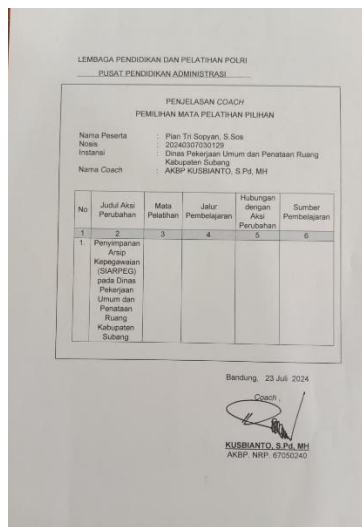 LEMBAGA PENDIDIKAN DAN PELATIHAN POLRI
PUSAT PENDIDIKAN ADMINISTRASI
PENJELASAN COACH
PEMILIHAN MATA PELATIHAN PILIHAN
Nama Peserta : Pian Tri Sopyan, S.Sos
Nosis : 20240307030129
Instansi : Dinas Pekerjaan Umum dan Penataan Ruang
Kabupaten Subang
Nama Coach : AKBP KUSBIANTO, S.Pd, MH
No Judul Aksi Perubahan Mata Pelatihan Jalur Pembelajaran Hubungan dengan Aksi Perubahan Sumber Pembelajaran
1 2 3 4 5 6
1. Penyimpanan
Arsip
Kepegawaian
(SIARPEG)
pada Dinas
Pekerjaan
Umum dan
Penataan
Ruang
Kabupaten
Subang
Bandung, 23 Juli 2024
Coach,
KUSBIANTO, S.Pd, MH
AKBP. NRP. 67050240